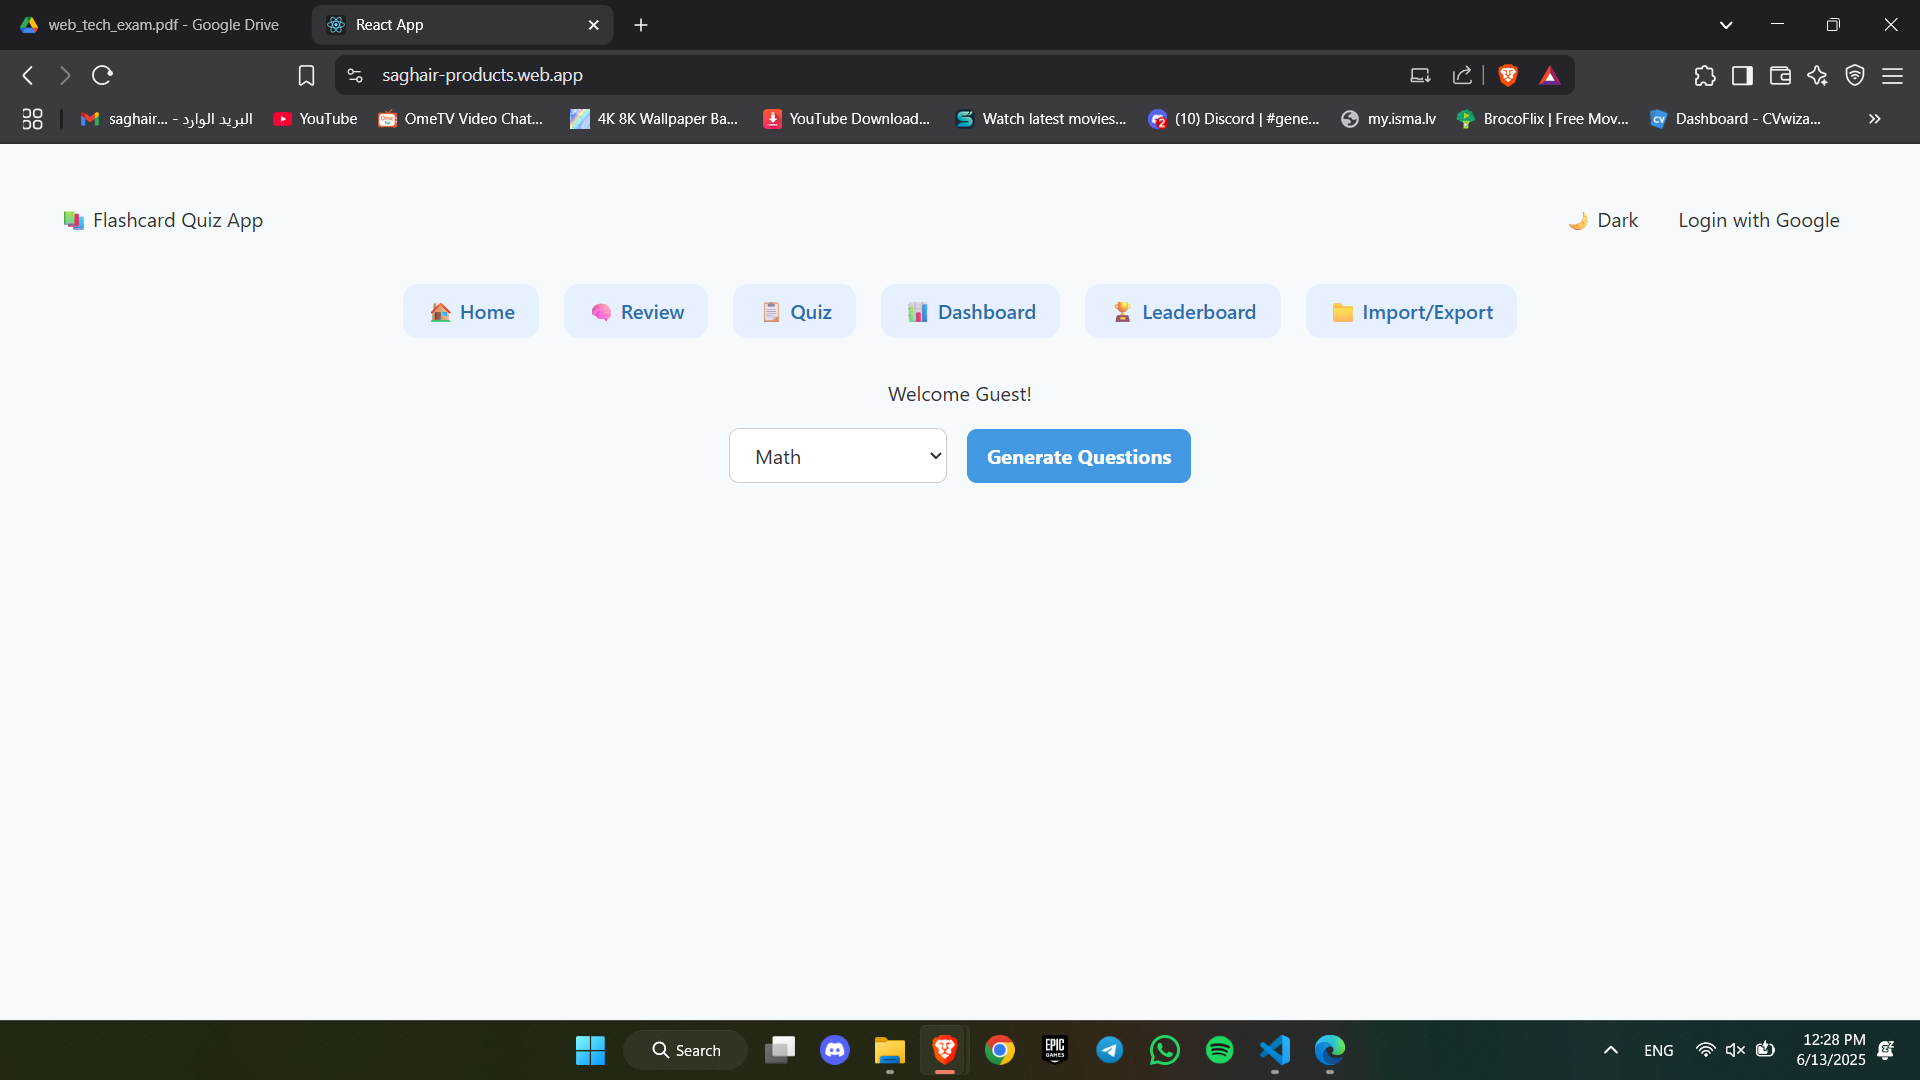 web_tech_exam.pdf - Google Drive
React App
saghair-products.web.app
saghair... - البريد الوارد
YouTube
OmeTV Video Chat...
4K 8K Wallpaper Ba...
YouTube Download...
Watch latest movies...
(10) Discord | #gene...
my.isma.lv
BrocoFlix | Free Mov...
Dashboard - CVwiza...
Flashcard Quiz App
Dark
Login with Google
Home
Review
Quiz
Dashboard
Leaderboard
Import/Export
Welcome Guest!
Math
Generate Questions
Search
EPIC
GAMES
ENG
12:28 PM
6/13/2025